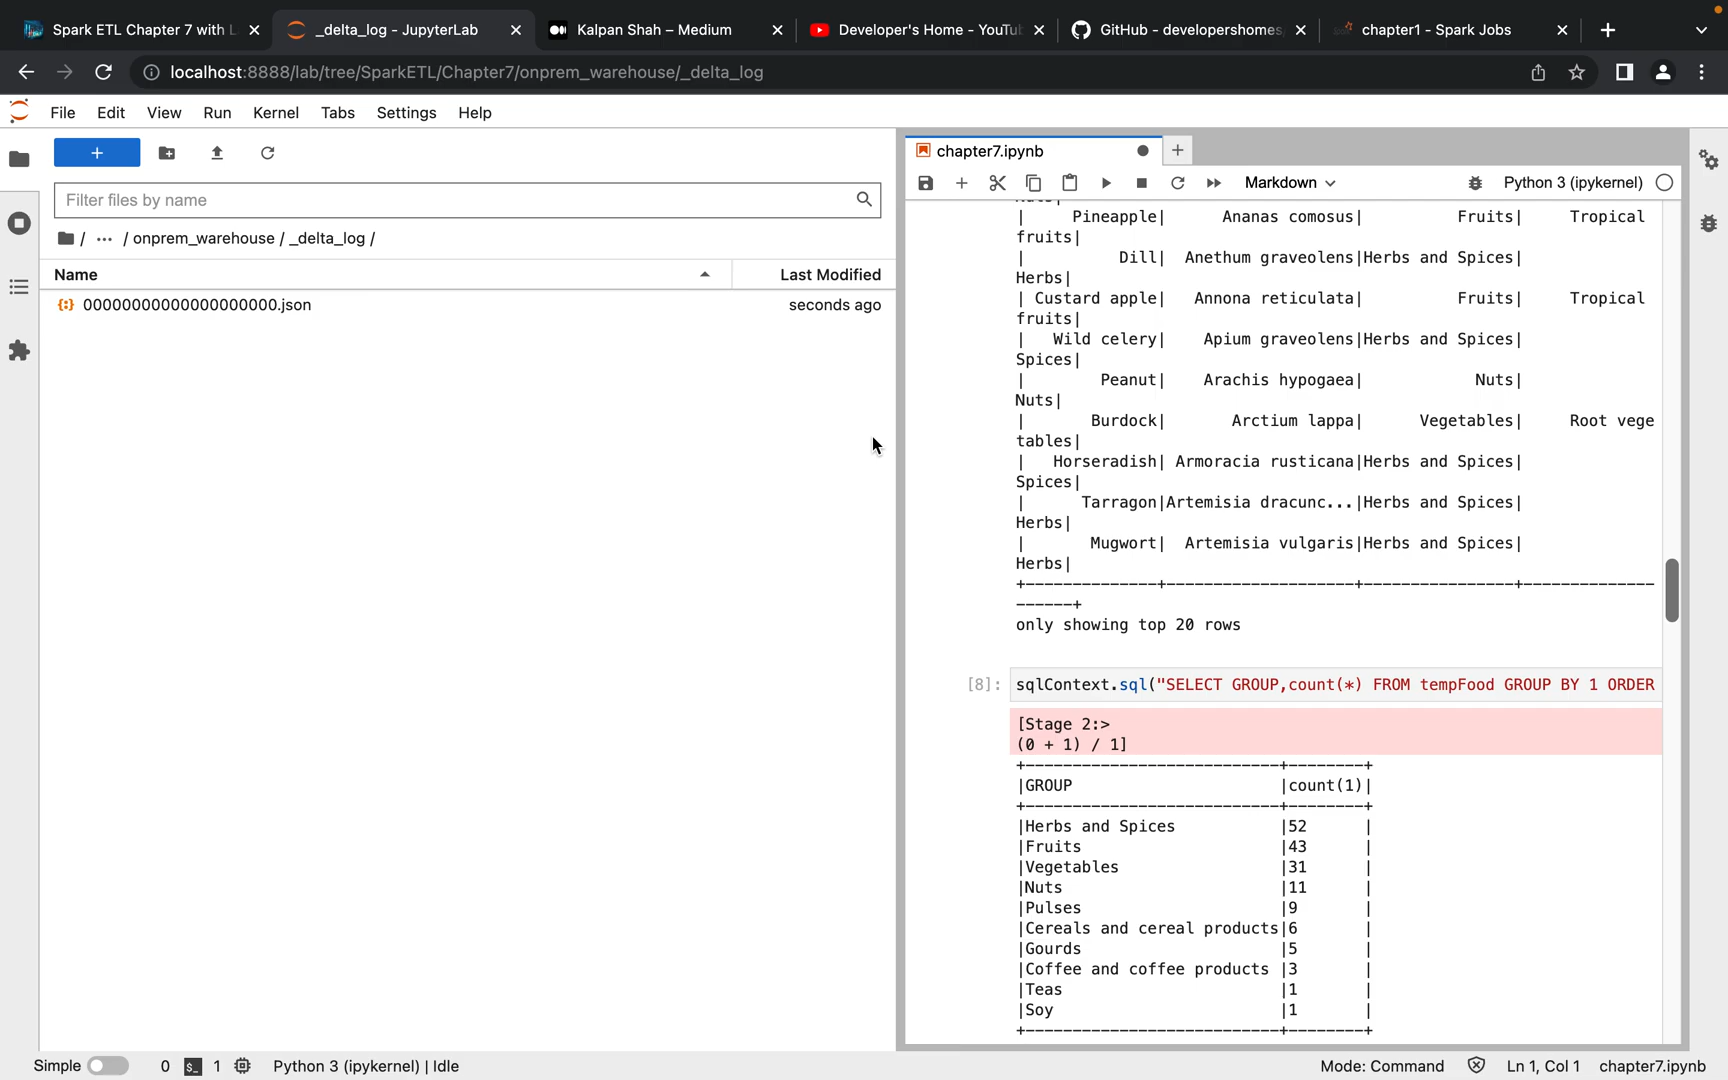 Spark ETL Chapter 7 with L
_delta_log - JupyterLab
Kalpan Shah – Medium
Developer's Home - YouTu
GitHub - developershomes
chapter1 - Spark Jobs
localhost:8888/lab/tree/SparkETL/Chapter7/onprem_warehouse/_delta_log
File Edit View Run Kernel Tabs Settings Help
Filter files by name
/ ··· / onprem_warehouse / _delta_log /
Name Last Modified
00000000000000000000.json seconds ago
chapter7.ipynb
Markdown Python 3 (ipykernel)
| Pineapple| Ananas comosus| Fruits| Tropical
fruits|
| Dill| Anethum graveolens|Herbs and Spices|
Herbs|
| Custard apple| Annona reticulata| Fruits| Tropical
fruits|
| Wild celery| Apium graveolens|Herbs and Spices|
Spices|
| Peanut| Arachis hypogaea| Nuts|
Nuts|
| Burdock| Arctium lappa| Vegetables| Root vege
tables|
| Horseradish| Armoracia rusticana|Herbs and Spices|
Spices|
| Tarragon|Artemisia dracunc...|Herbs and Spices|
Herbs|
| Mugwort| Artemisia vulgaris|Herbs and Spices|
Herbs|
+--------------+--------------------+----------------+--------------
------+
only showing top 20 rows
[8]: sqlContext.sql("SELECT GROUP,count(*) FROM tempFood GROUP BY 1 ORDER
[Stage 2:>
(0 + 1) / 1]
+---------------------------+--------+
|GROUP |count(1)|
+---------------------------+--------+
|Herbs and Spices |52 |
|Fruits |43 |
|Vegetables |31 |
|Nuts |11 |
|Pulses |9 |
|Cereals and cereal products|6 |
|Gourds |5 |
|Coffee and coffee products |3 |
|Teas |1 |
|Soy |1 |
+---------------------------+--------+
Simple 0 $_ 1 Python 3 (ipykernel) | Idle Mode: Command Ln 1, Col 1 chapter7.ipynb